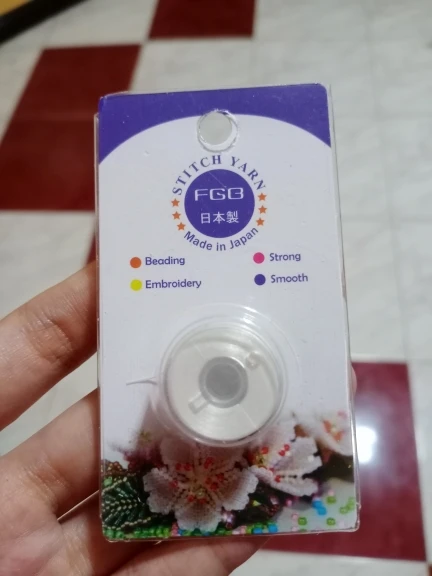 STITCH YARN
FGB
日本製
Made in Japan
Beading
Strong
Embroidery
Smooth